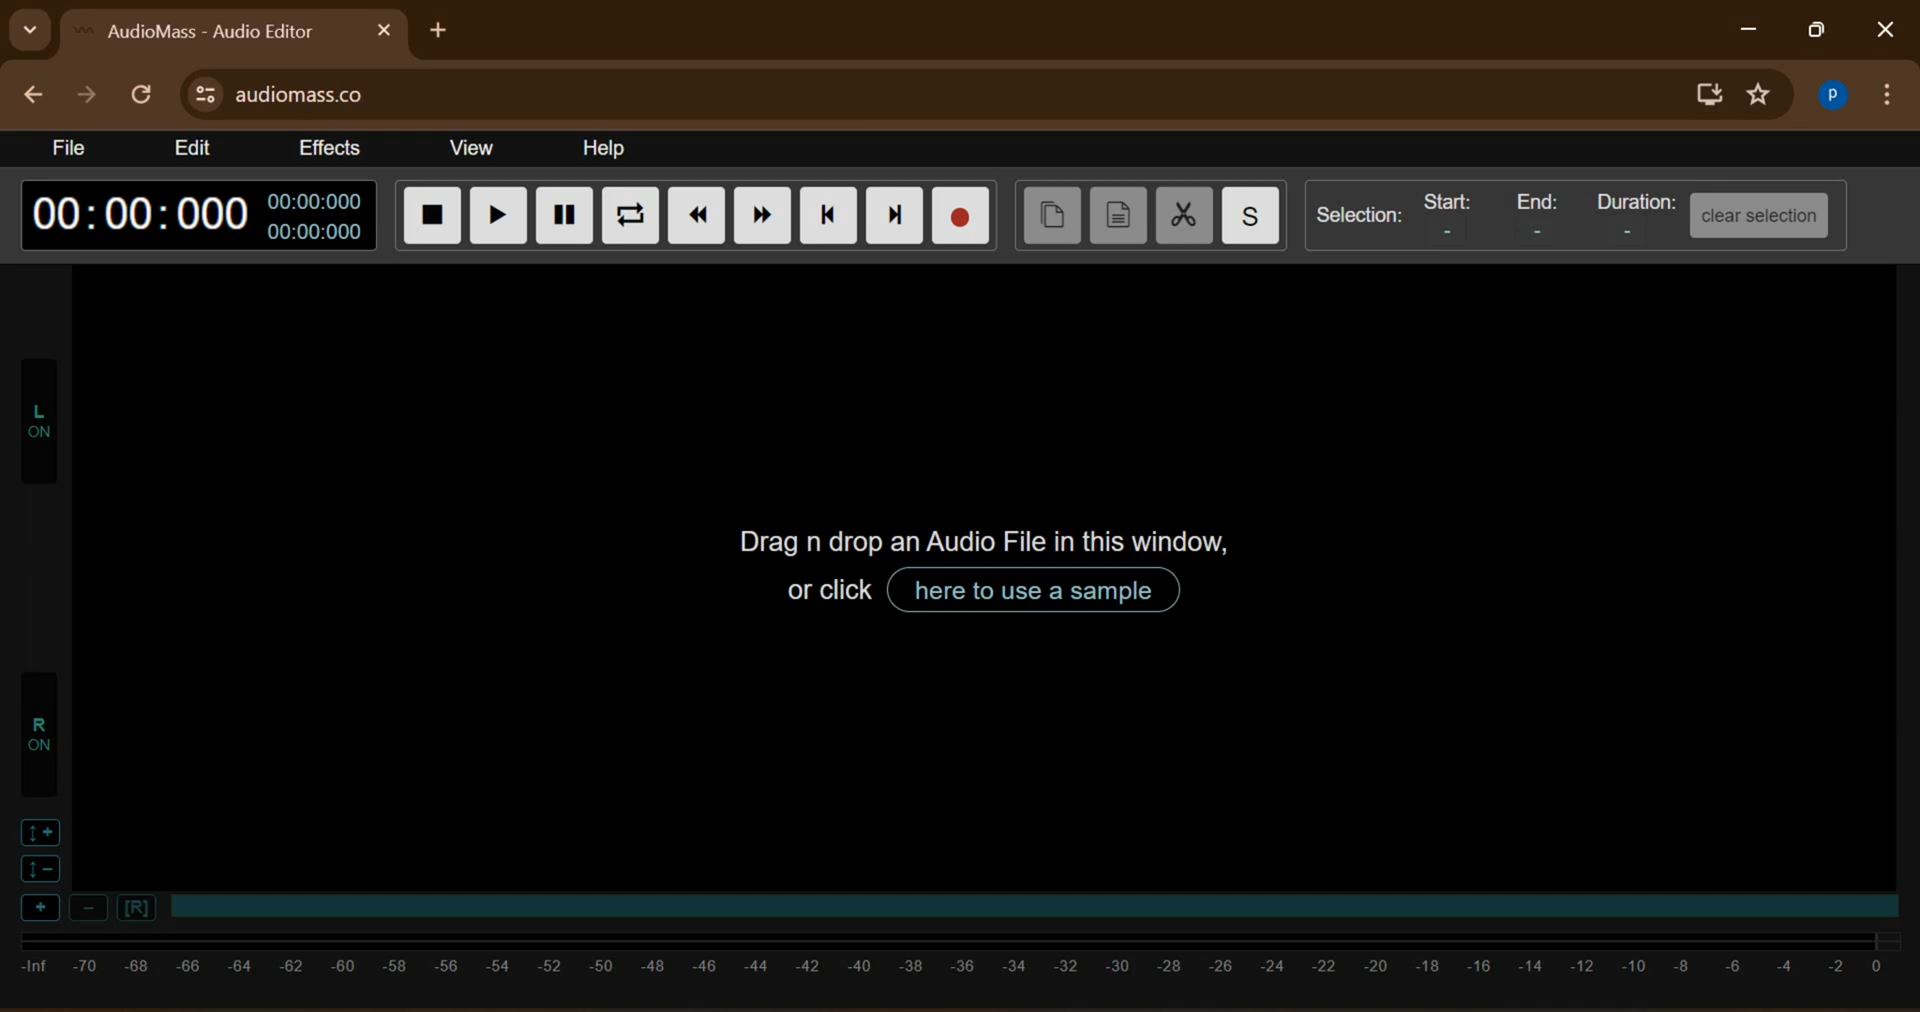 AudioMass - Audio Editor
audiomass.co
p
File Edit Effects View Help
00:00:000
00:00:000
00:00:000
S
Selection:
Start:
-
End:
-
Duration:
-
clear selection
L
ON
Drag n drop an Audio File in this window,
or click here to use a sample
R
ON
[R]
-Inf -70 -68 -66 -64 -62 -60 -58 -56 -54 -52 -50 -48 -46 -44 -42 -40 -38 -36 -34 -32 -30 -28 -26 -24 -22 -20 -18 -16 -14 -12 -10 -8 -6 -4 -2 0